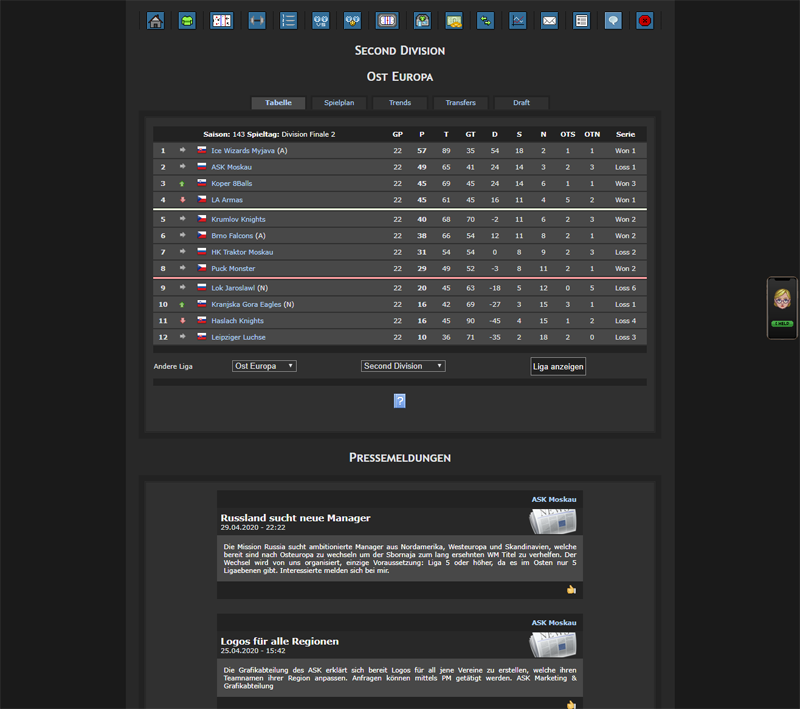 Second Division
Ost Europa
Tabelle Spielplan Trends Transfers Draft
Saison: 143 Spieltag: Division Finale 2 GP P T GT D S N OTS OTN Serie
1 Ice Wizards Myjava (A) 22 57 89 35 54 18 2 1 1 Won 1
2 ASK Moskau 22 49 65 41 24 14 3 2 3 Loss 1
3 Koper 8Balls 22 45 69 45 24 14 6 1 1 Won 3
4 LA Armas 22 45 61 45 16 11 4 5 2 Won 1
5 Krumlov Knights 22 40 68 70 -2 11 6 2 3 Won 2
6 Brno Falcons (A) 22 38 66 54 12 11 8 2 1 Won 2
7 HK Traktor Moskau 22 31 54 54 0 8 9 2 3 Loss 2
8 Puck Monster 22 29 49 52 -3 8 11 2 1 Won 2
9 Lok Jaroslawl (N) 22 20 45 63 -18 5 12 0 5 Loss 6
10 Kranjska Gora Eagles (N) 22 16 42 69 -27 3 15 3 1 Loss 1
11 Haslach Knights 22 16 45 90 -45 4 15 1 2 Loss 4
12 Leipziger Luchse 22 10 36 71 -35 2 18 2 0 Loss 3
Andere Liga Ost Europa Second Division Liga anzeigen
?
Pressemeldungen
ASK Moskau
Russland sucht neue Manager
29.04.2020 - 22:22
Die Mission Russia sucht ambitionierte Manager aus Nordamerika, Westeuropa und Skandinavien, welche
bereit sind nach Osteuropa zu wechseln um der Sbornaja zum lang ersehnten WM Titel zu verhelfen. Der
Wechsel wird von uns organisiert, einzige Voraussetzung: Liga 5 oder höher, da es im Osten nur 5
Ligaebenen gibt. Interessierte melden sich bei mir.
ASK Moskau
Logos für alle Regionen
25.04.2020 - 15:42
Die Grafikabteilung des ASK erklärt sich bereit Logos für all jene Vereine zu erstellen, welche ihren
Teamnamen ihrer Region anpassen. Anfragen können mittels PM getätigt werden. ASK Marketing &
Grafikabteilung